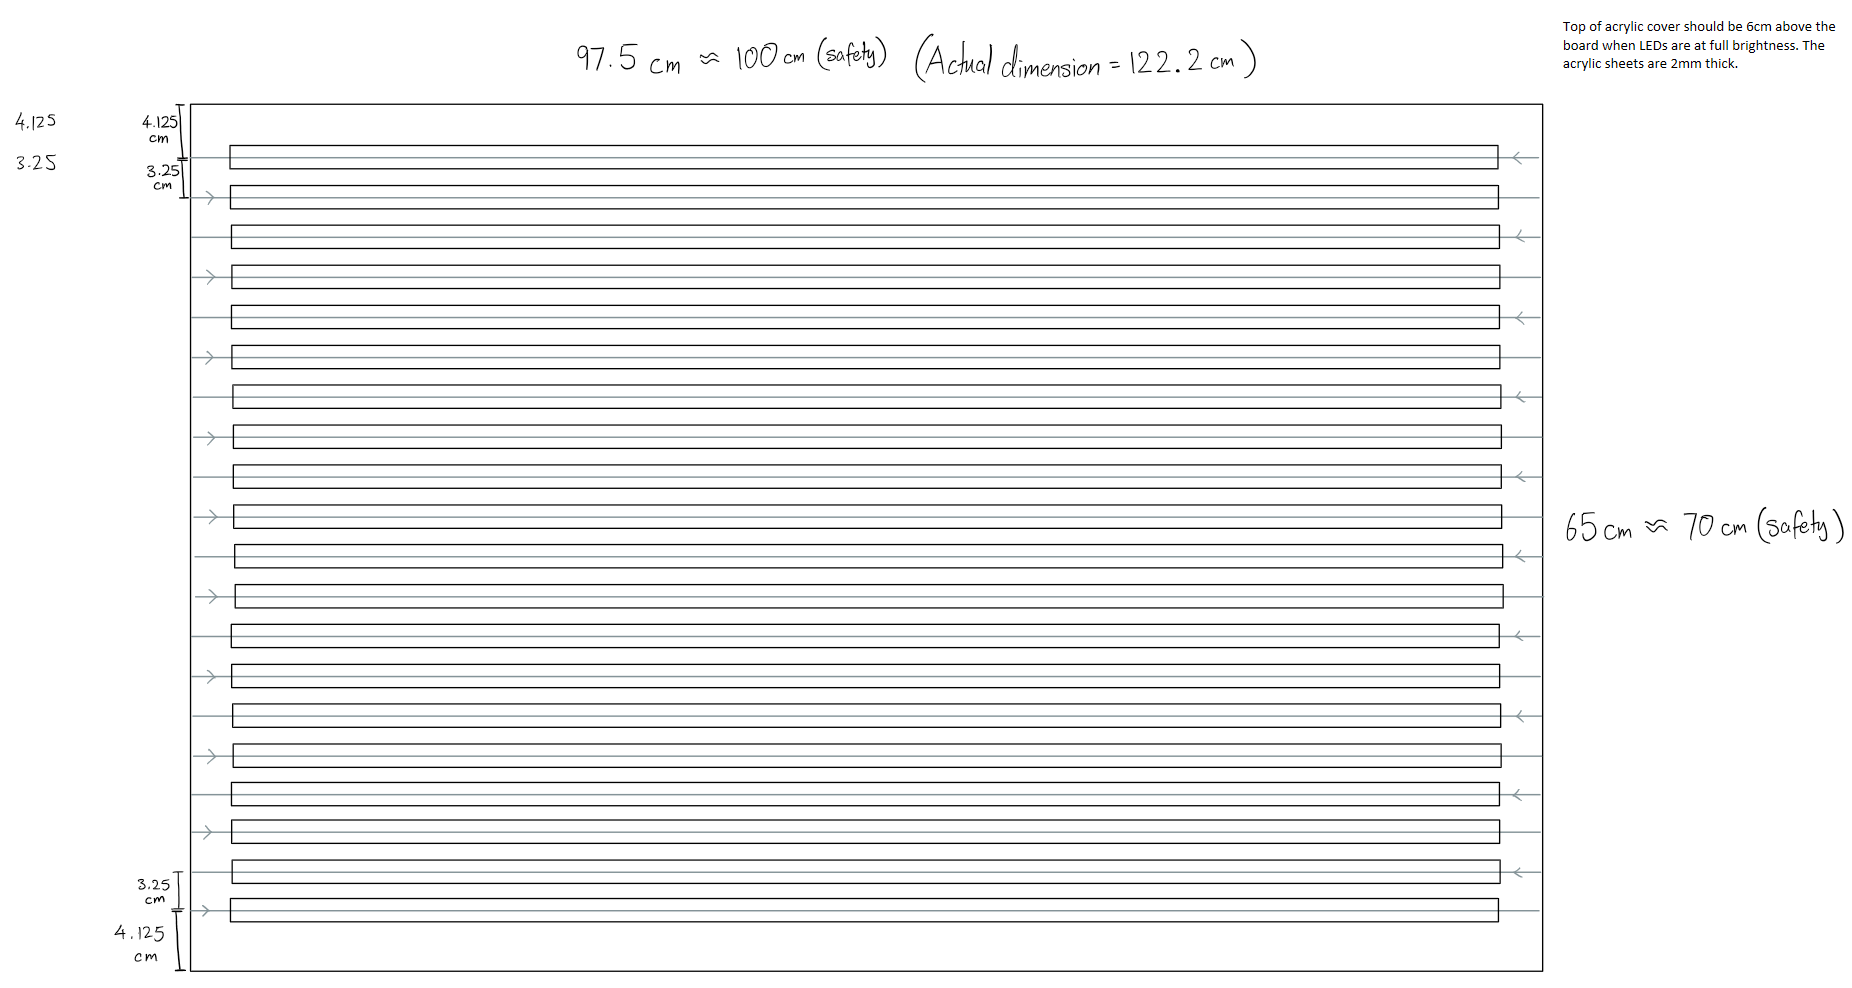 Top of acrylic cover should be 6cm above the
board when LEDs are at full brightness. The
acrylic sheets are 2mm thick.
97.5 cm ≈ 100 cm (safety) (Actual dimension = 122.2 cm)
4.125
3.25
4.125
cm
3.25
cm
65 cm ≈ 70 cm (safety)
3.25
cm
4.125
cm